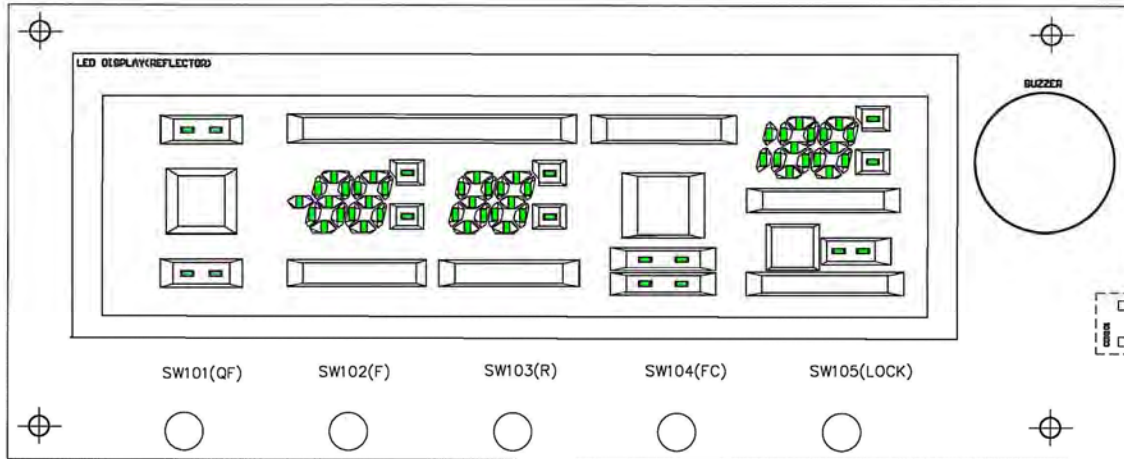 LED DISPLAY(REFLECTOR)
BUZZER
SW101(QF)
SW102(F)
SW103(R)
SW104(FC)
SW105(LOCK)